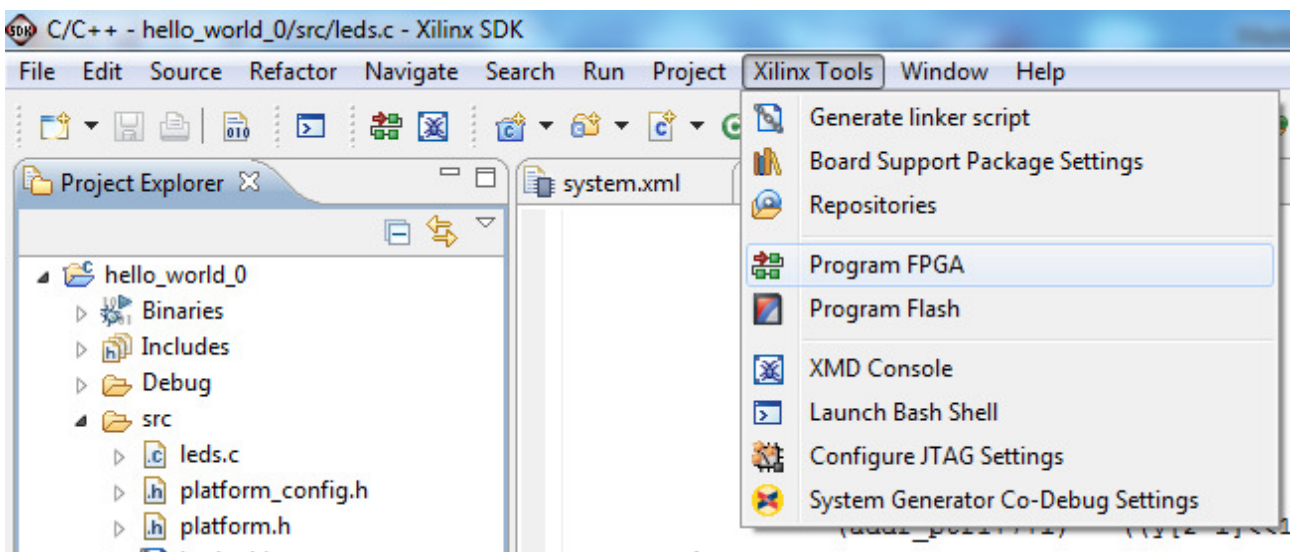 C/C++ - hello_world_0/src/leds.c - Xilinx SDK
File Edit Source Refactor Navigate Search Run Project Xilinx Tools Window Help
Generate linker script
Board Support Package Settings
Repositories
Program FPGA
Program Flash
XMD Console
Launch Bash Shell
Configure JTAG Settings
System Generator Co-Debug Settings
Project Explorer
system.xml
hello_world_0
Binaries
Includes
Debug
src
leds.c
platform_config.h
platform.h